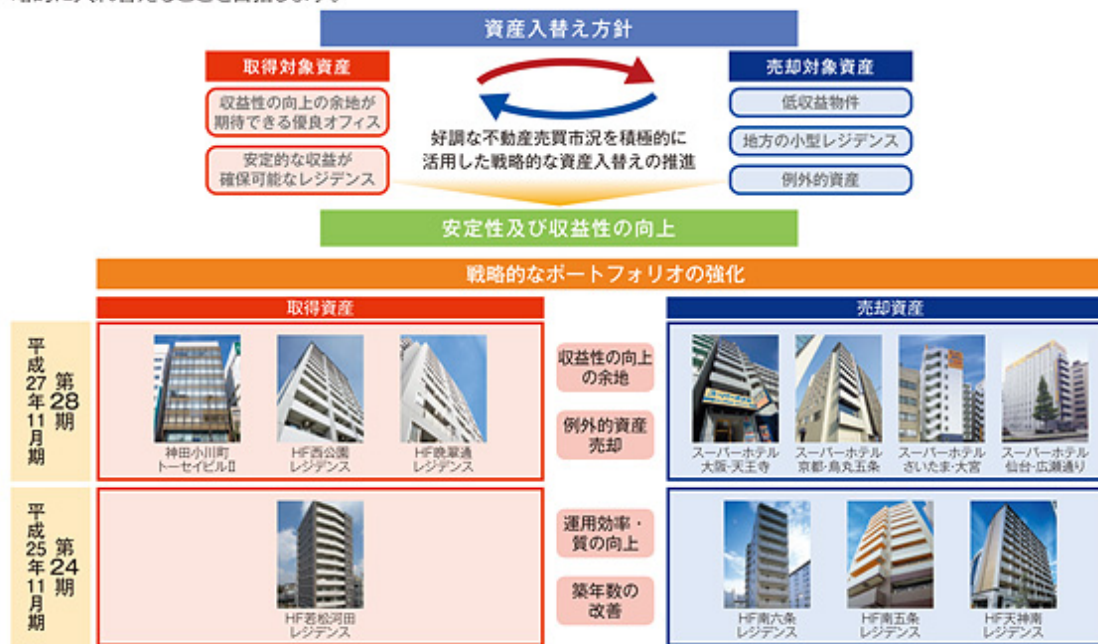 資産入替え方針
取得対象資産
収益性の向上の余地が
期待できる優良オフィス
安定的な収益が
確保可能なレジデンス
好調な不動産売買市況を積極的に
活用した戦略的な資産入替えの推進
売却対象資産
低収益物件
地方の小型レジデンス
例外的資産
安定性及び収益性の向上
戦略的なポートフォリオの強化
取得資産
売却資産
第28期
平成27年11月期
神田小川町
トーセイビルⅡ
HF西公園
レジデンス
HF晩翠通
レジデンス
収益性の向上
の余地
例外的資産
売却
スーパーホテル
大阪・天王寺
スーパーホテル
京都・烏丸五条
スーパーホテル
さいたま・大宮
スーパーホテル
仙台・広瀬通り
第24期
平成25年11月期
HF若松河田
レジデンス
運用効率・
質の向上
築年数の
改善
HF南六条
レジデンス
HF南五条
レジデンス
HF天神南
レジデンス